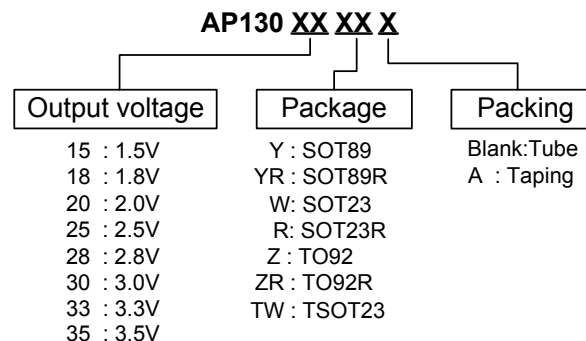 AP130 XX XX X
Output voltage
15 : 1.5V
18 : 1.8V
20 : 2.0V
25 : 2.5V
28 : 2.8V
30 : 3.0V
33 : 3.3V
35 : 3.5V
Package
Y : SOT89
YR : SOT89R
W: SOT23
R: SOT23R
Z : TO92
ZR : TO92R
TW : TSOT23
Packing
Blank:Tube
A : Taping